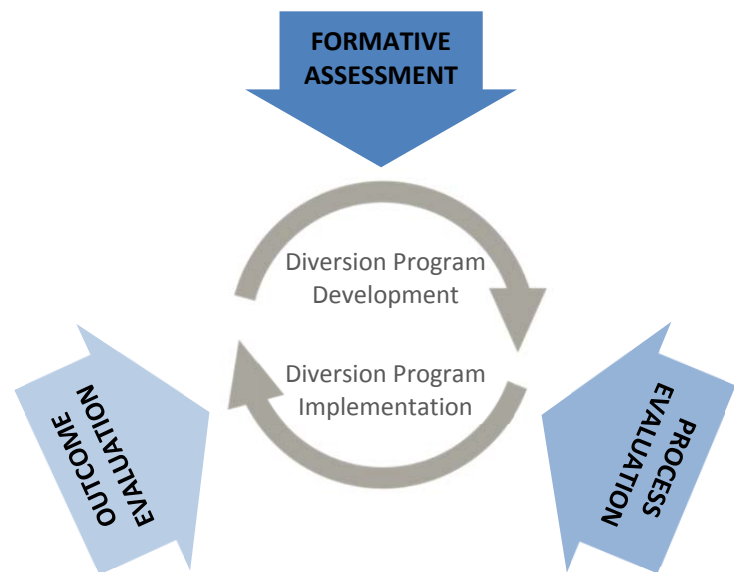 FORMATIVE
ASSESSMENT
Diversion Program
Development
Diversion Program
Implementation
OUTCOME
EVALUATION
PROCESS
EVALUATION